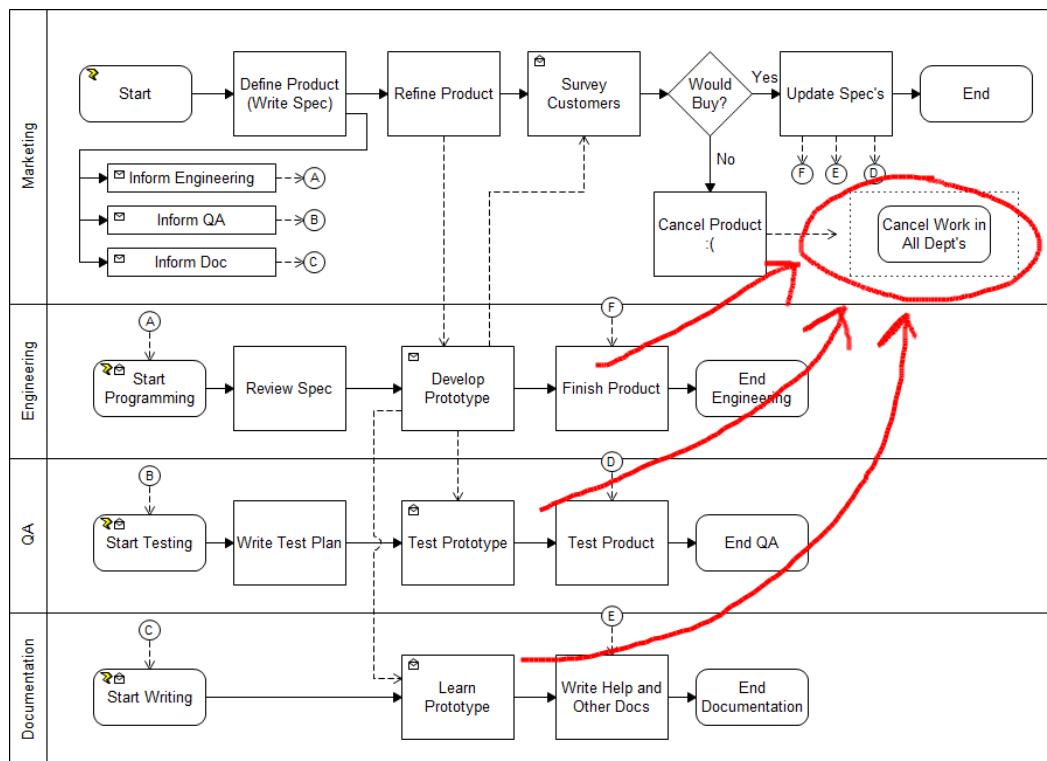 Marketing
Start
Define Product
(Write Spec)
Refine Product
Survey
Customers
Would
Buy?
Yes
Update Spec's
End
No
Inform Engineering
A
Inform QA
B
Inform Doc
C
F
E
D
Cancel Product
:(
Cancel Work in
All Dept's
Engineering
A
Start
Programming
Review Spec
Develop
Prototype
F
Finish Product
End
Engineering
QA
B
Start Testing
Write Test Plan
Test Prototype
D
Test Product
End QA
Documentation
C
Start Writing
Learn
Prototype
E
Write Help and
Other Docs
End
Documentation